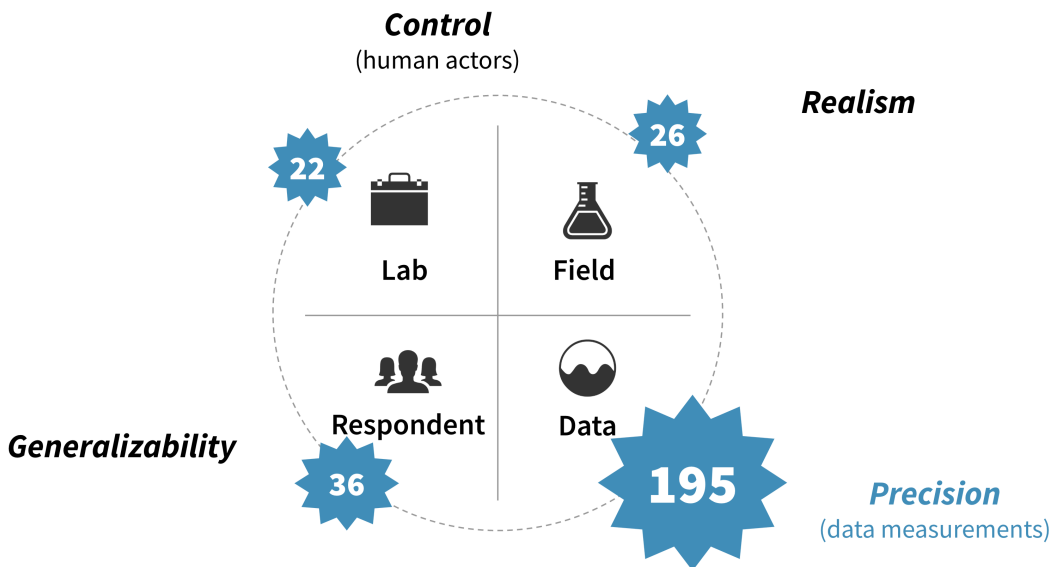 Control
(human actors)
Realism
26
22
Lab
Field
Respondent
Data
Generalizability
36
195
Precision
(data measurements)